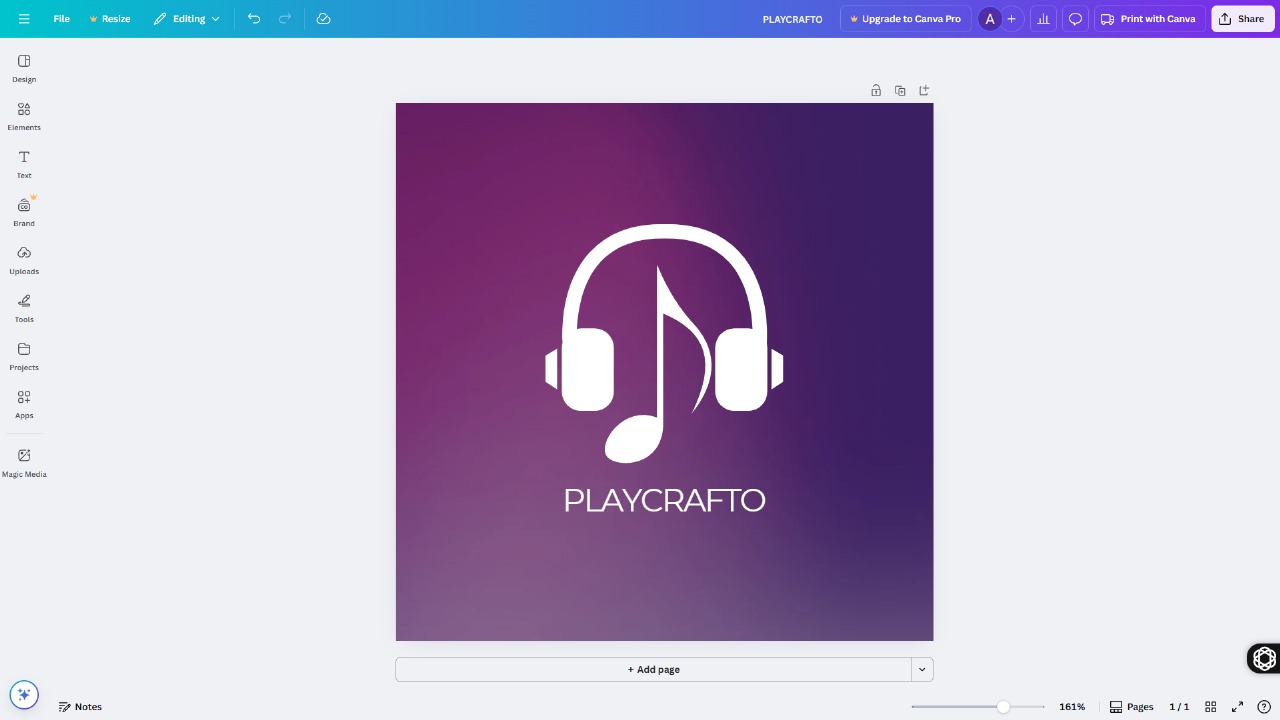 File
Resize
Editing
PLAYCRAFTO
Upgrade to Canva Pro
A
+
Print with Canva
Share
Design
Elements
Text
Brand
Uploads
Tools
Projects
Apps
Magic Media
PLAYCRAFTO
+ Add page
Notes
161%
Pages
1 / 1